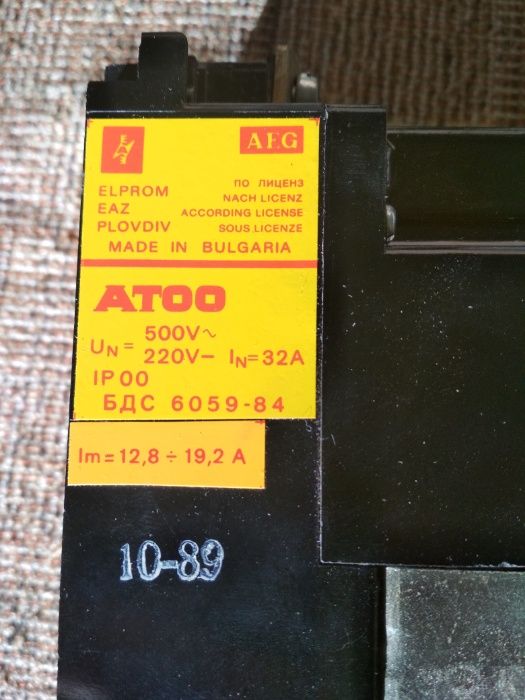 AEG
ELPROM
EAZ
PLOVDIV
ПО ЛИЦЕНЗ
NACH LICENZ
ACCORDING LICENSE
SOUS LICENZE
MADE IN BULGARIA
ATOO
UN = 500V~
220V– IN=32A
IP00
БДС 6059-84
Im=12,8 ÷ 19,2 A
10-89